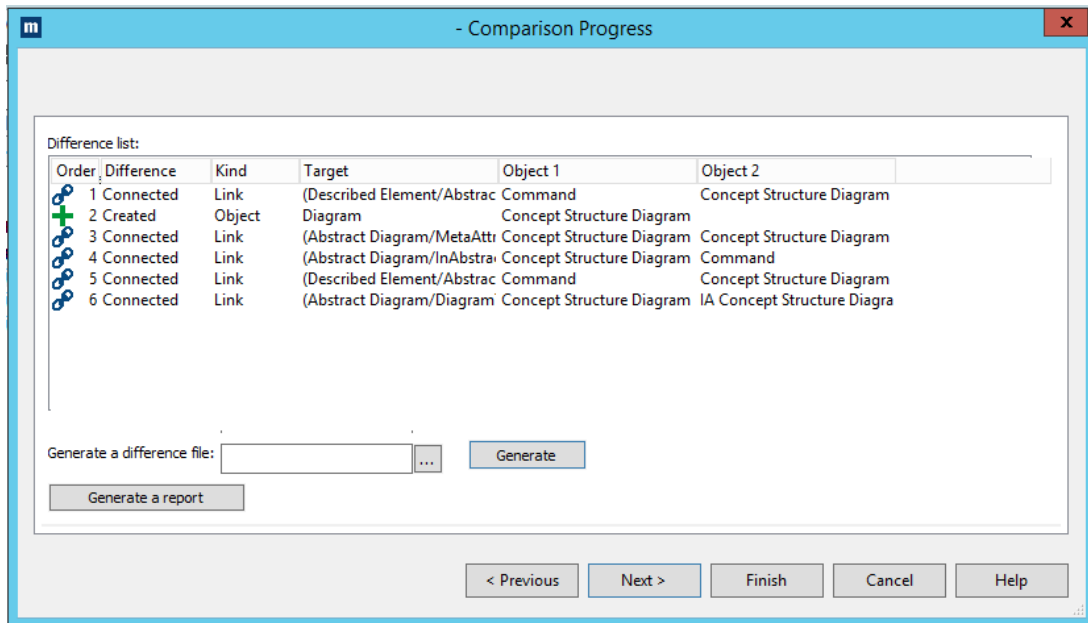 m
- Comparison Progress
x
Difference list:
Order Difference Kind Target Object 1 Object 2
1 Connected Link (Described Element/Abstrac Command Concept Structure Diagram
2 Created Object Diagram Concept Structure Diagram
3 Connected Link (Abstract Diagram/MetaAttr Concept Structure Diagram Concept Structure Diagram
4 Connected Link (Abstract Diagram/InAbstra Concept Structure Diagram Command
5 Connected Link (Described Element/Abstrac Command Concept Structure Diagram
6 Connected Link (Abstract Diagram/Diagram Concept Structure Diagram IA Concept Structure Diagra
Generate a difference file: ... Generate
Generate a report
< Previous Next > Finish Cancel Help